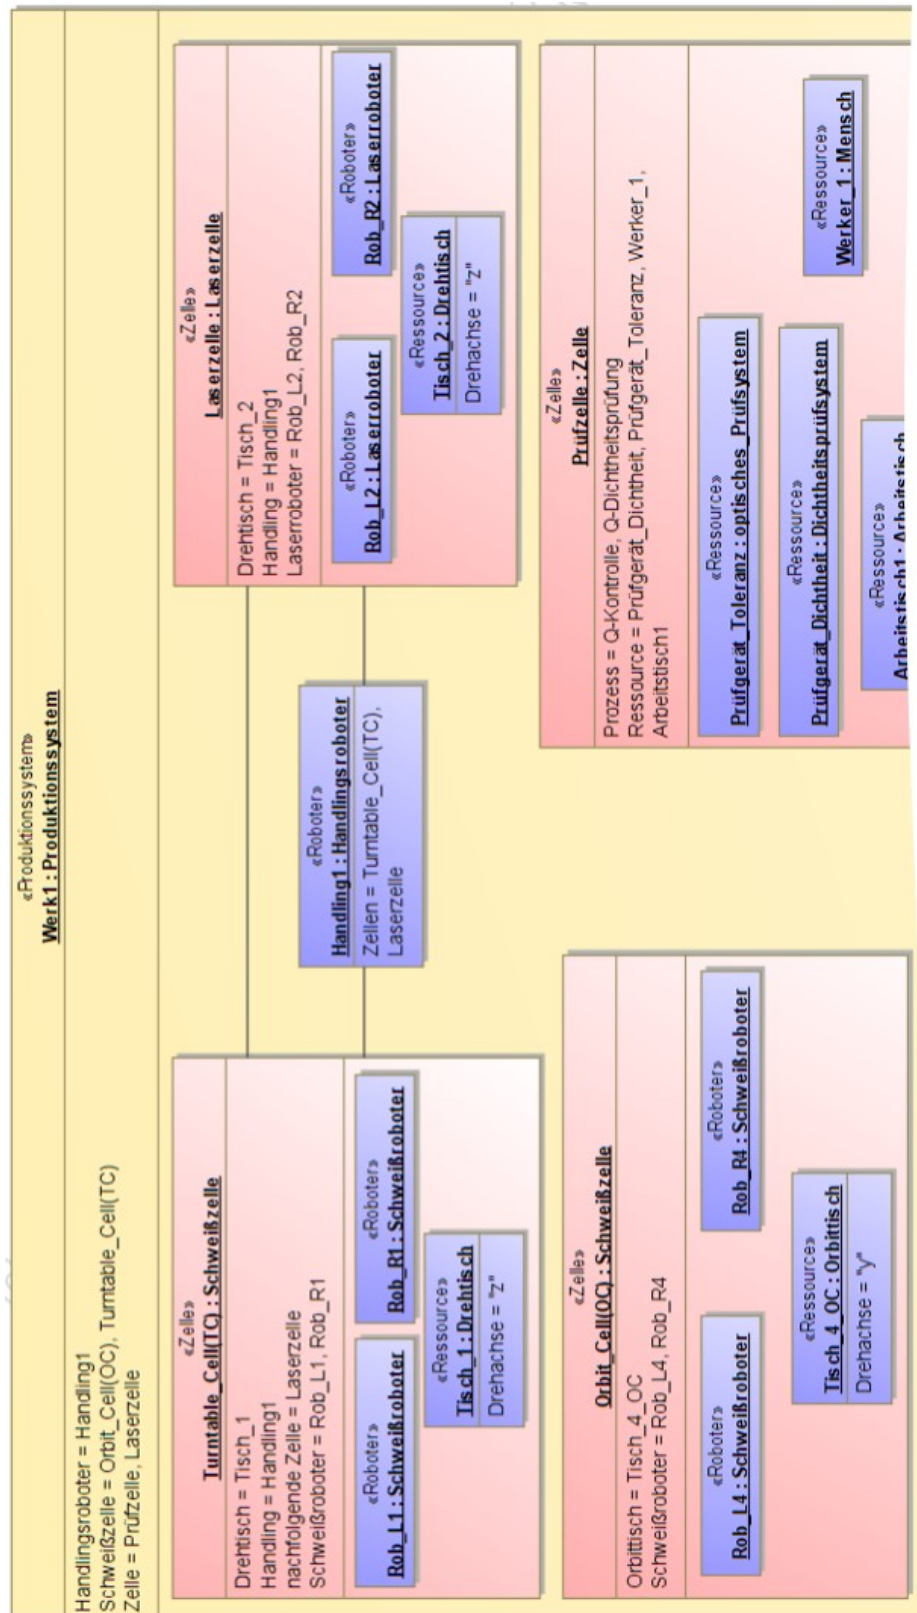 «Produktionssystem»
Werk1 : Produktionssystem
Handlingsroboter = Handling1
Schweißzelle = Orbit_Cell(OC), Turntable_Cell(TC)
Zelle = Prüfzelle, Laserzelle
«Zelle»
Turntable_Cell(TC) : Schweißzelle
Drehtisch = Tisch_1
Handling = Handling1
nachfolgende Zelle = Laserzelle
Schweißroboter = Rob_L1, Rob_R1
«Roboter»
Rob_L1 : Schweißroboter
«Roboter»
Rob_R1 : Schweißroboter
«Ressource»
Tisch_1 : Drehtisch
Drehachse = "z"
«Roboter»
Handling1 : Handlingsroboter
Zellen = Turntable_Cell(TC),
Laserzelle
«Zelle»
Laserzelle : Laserzelle
Drehtisch = Tisch_2
Handling = Handling1
Laserroboter = Rob_L2, Rob_R2
«Roboter»
Rob_L2 : Laserroboter
«Roboter»
Rob_R2 : Laserroboter
«Ressource»
Tisch_2 : Drehtisch
Drehachse = "z"
«Zelle»
Orbit_Cell(OC) : Schweißzelle
Orbittisch = Tisch_4_OC
Schweißroboter = Rob_L4, Rob_R4
«Roboter»
Rob_L4 : Schweißroboter
«Roboter»
Rob_R4 : Schweißroboter
«Ressource»
Tisch_4_OC : Orbittisch
Drehachse = "y"
«Zelle»
Prüfzelle : Zelle
Prozess = Q-Kontrolle, Q-Dichtheitsprüfung
Ressource = Prüfgerät_Dichtheit, Prüfgerät_Toleranz, Werker_1,
Arbeitstisch1
«Ressource»
Prüfgerät_Toleranz : optisches_Prüfsystem
«Ressource»
Prüfgerät_Dichtheit : Dichtheitsprüfsystem
«Ressource»
Werker_1 : Mensch
«Ressource»
Arbeitstisch1 : Arbeitstisch